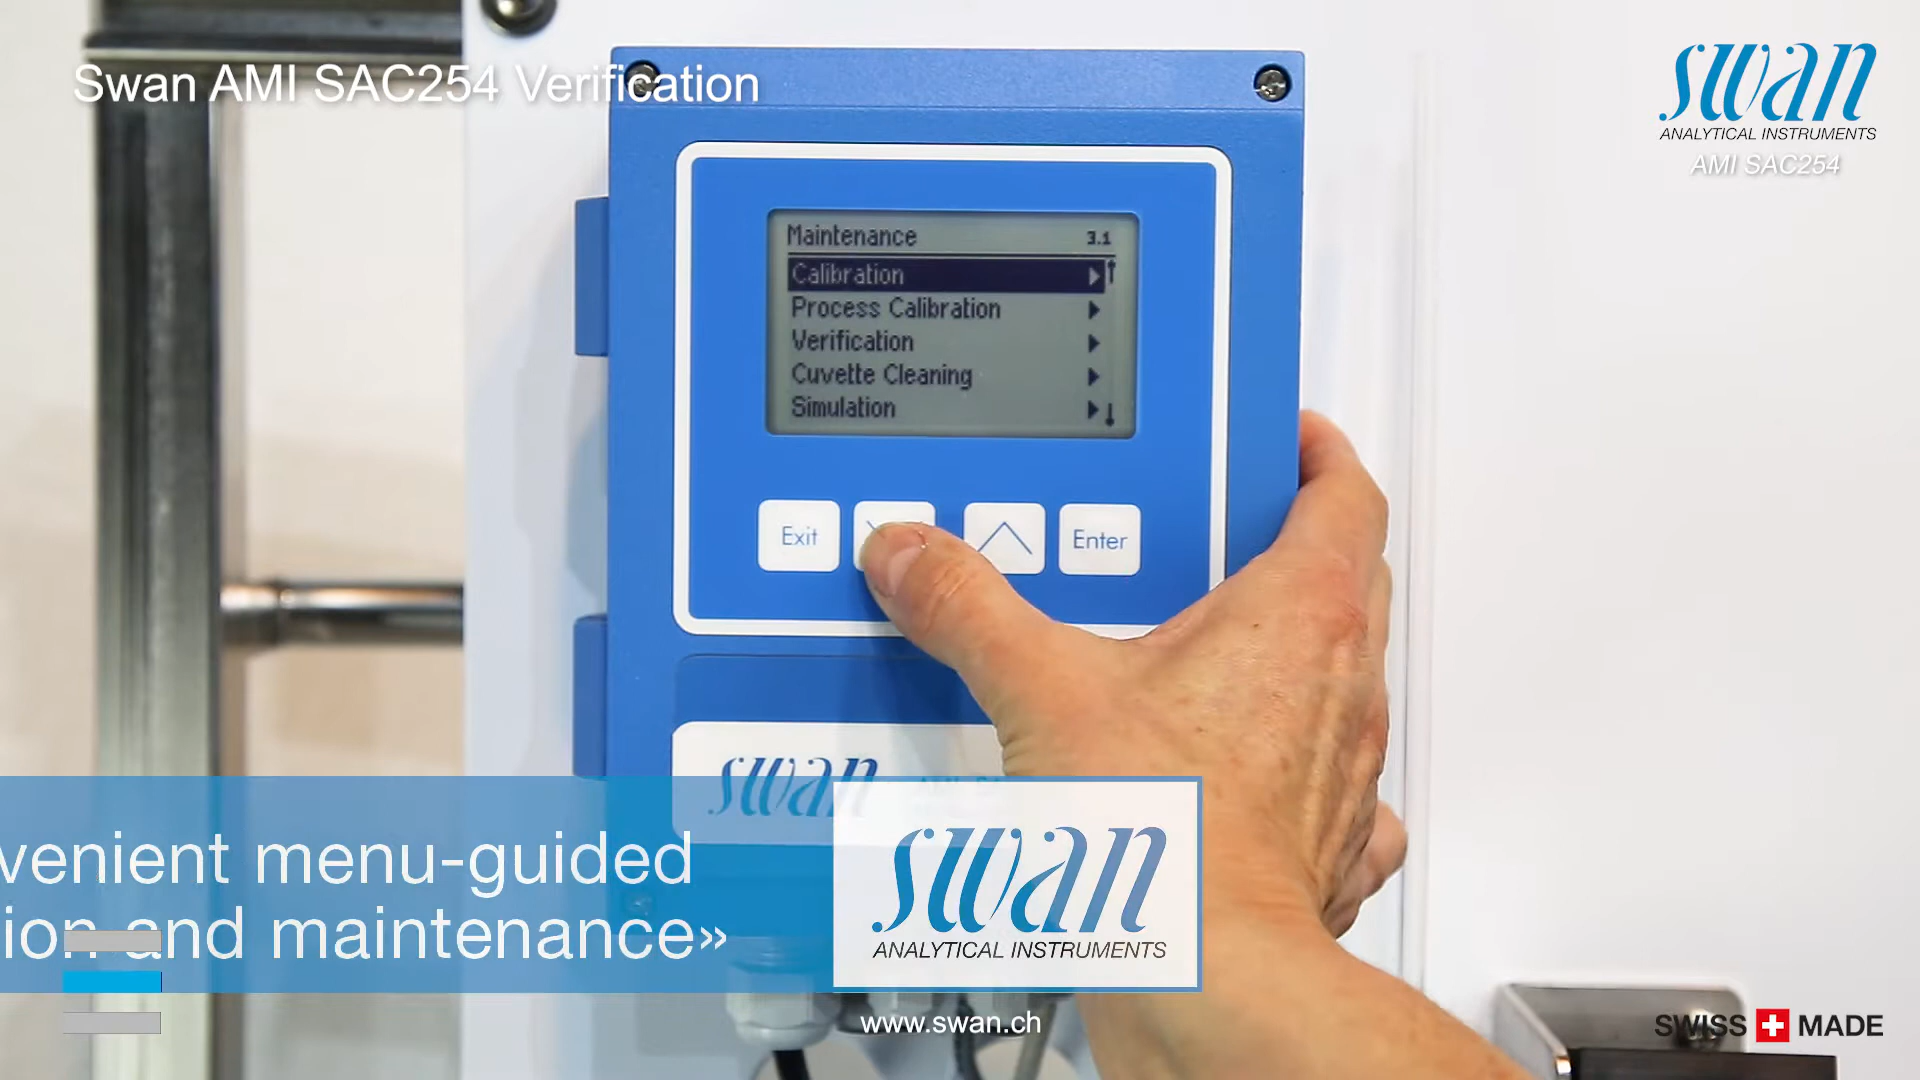 Swan AMI SAC254 Verification
swan
ANALYTICAL INSTRUMENTS
AMI SAC254
Maintenance 3.1
Calibration
Process Calibration
Verification
Cuvette Cleaning
Simulation
Exit
Enter
swan
venient menu-guided
ion and maintenance»
swan
ANALYTICAL INSTRUMENTS
www.swan.ch
SWISS MADE